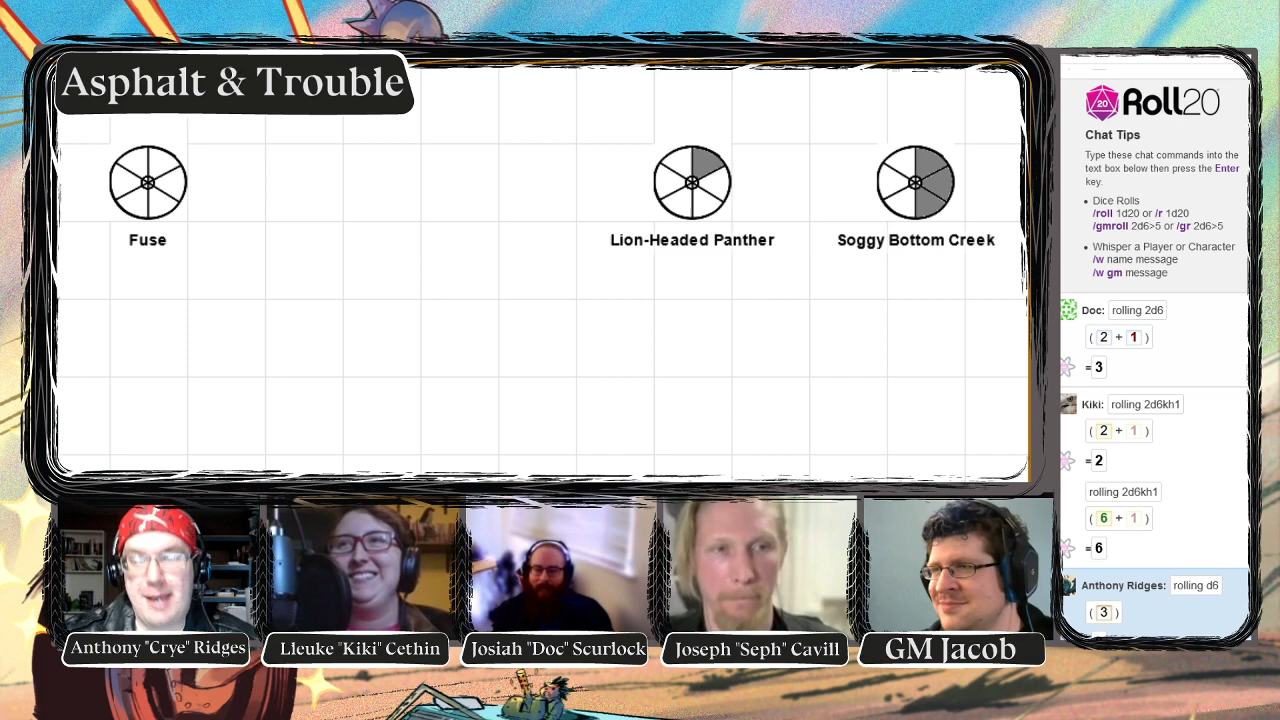 Asphalt & Trouble
Fuse
Lion-Headed Panther
Soggy Bottom Creek
Anthony "Crye" Ridges
Lleuke "Kiki" Cethin
Josiah "Doc" Scurlock
Joseph "Seph" Cavill
GM Jacob
20
Roll20
Chat Tips
Type these chat commands into the
text box below then press the Enter
key.
Dice Rolls
/roll 1d20 or /r 1d20
/gmroll 2d6>5 or /gr 2d6>5
Whisper a Player or Character
/w name message
/w gm message
Doc: rolling 2d6
( 2 + 1 )
= 3
Kiki: rolling 2d6kh1
( 2 + 1 )
= 2
rolling 2d6kh1
( 6 + 1 )
= 6
Anthony Ridges: rolling d6
( 3 )